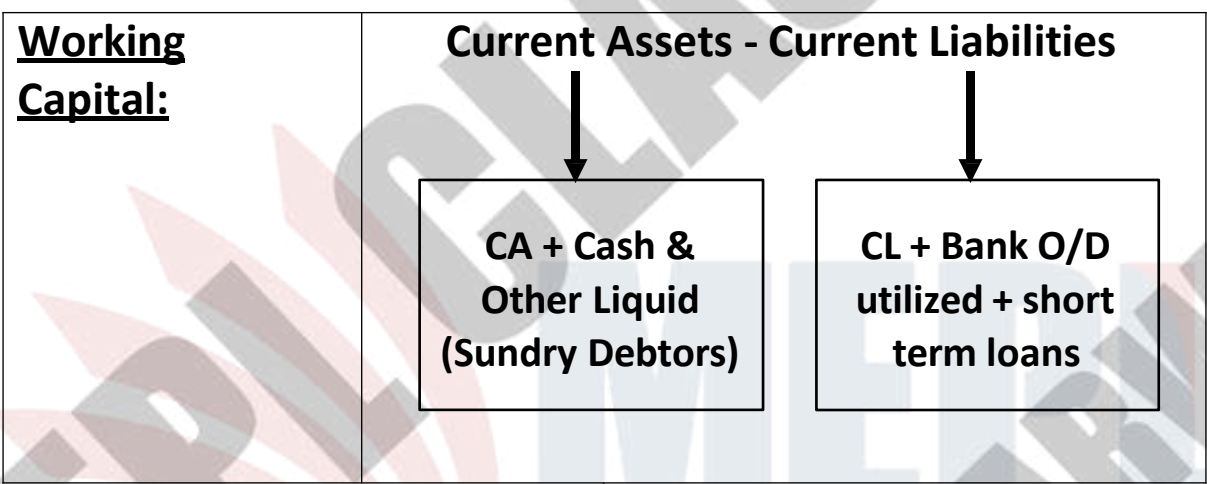 Working
Capital:
Current Assets - Current Liabilities
CA + Cash &
Other Liquid
(Sundry Debtors)
CL + Bank O/D
utilized + short
term loans